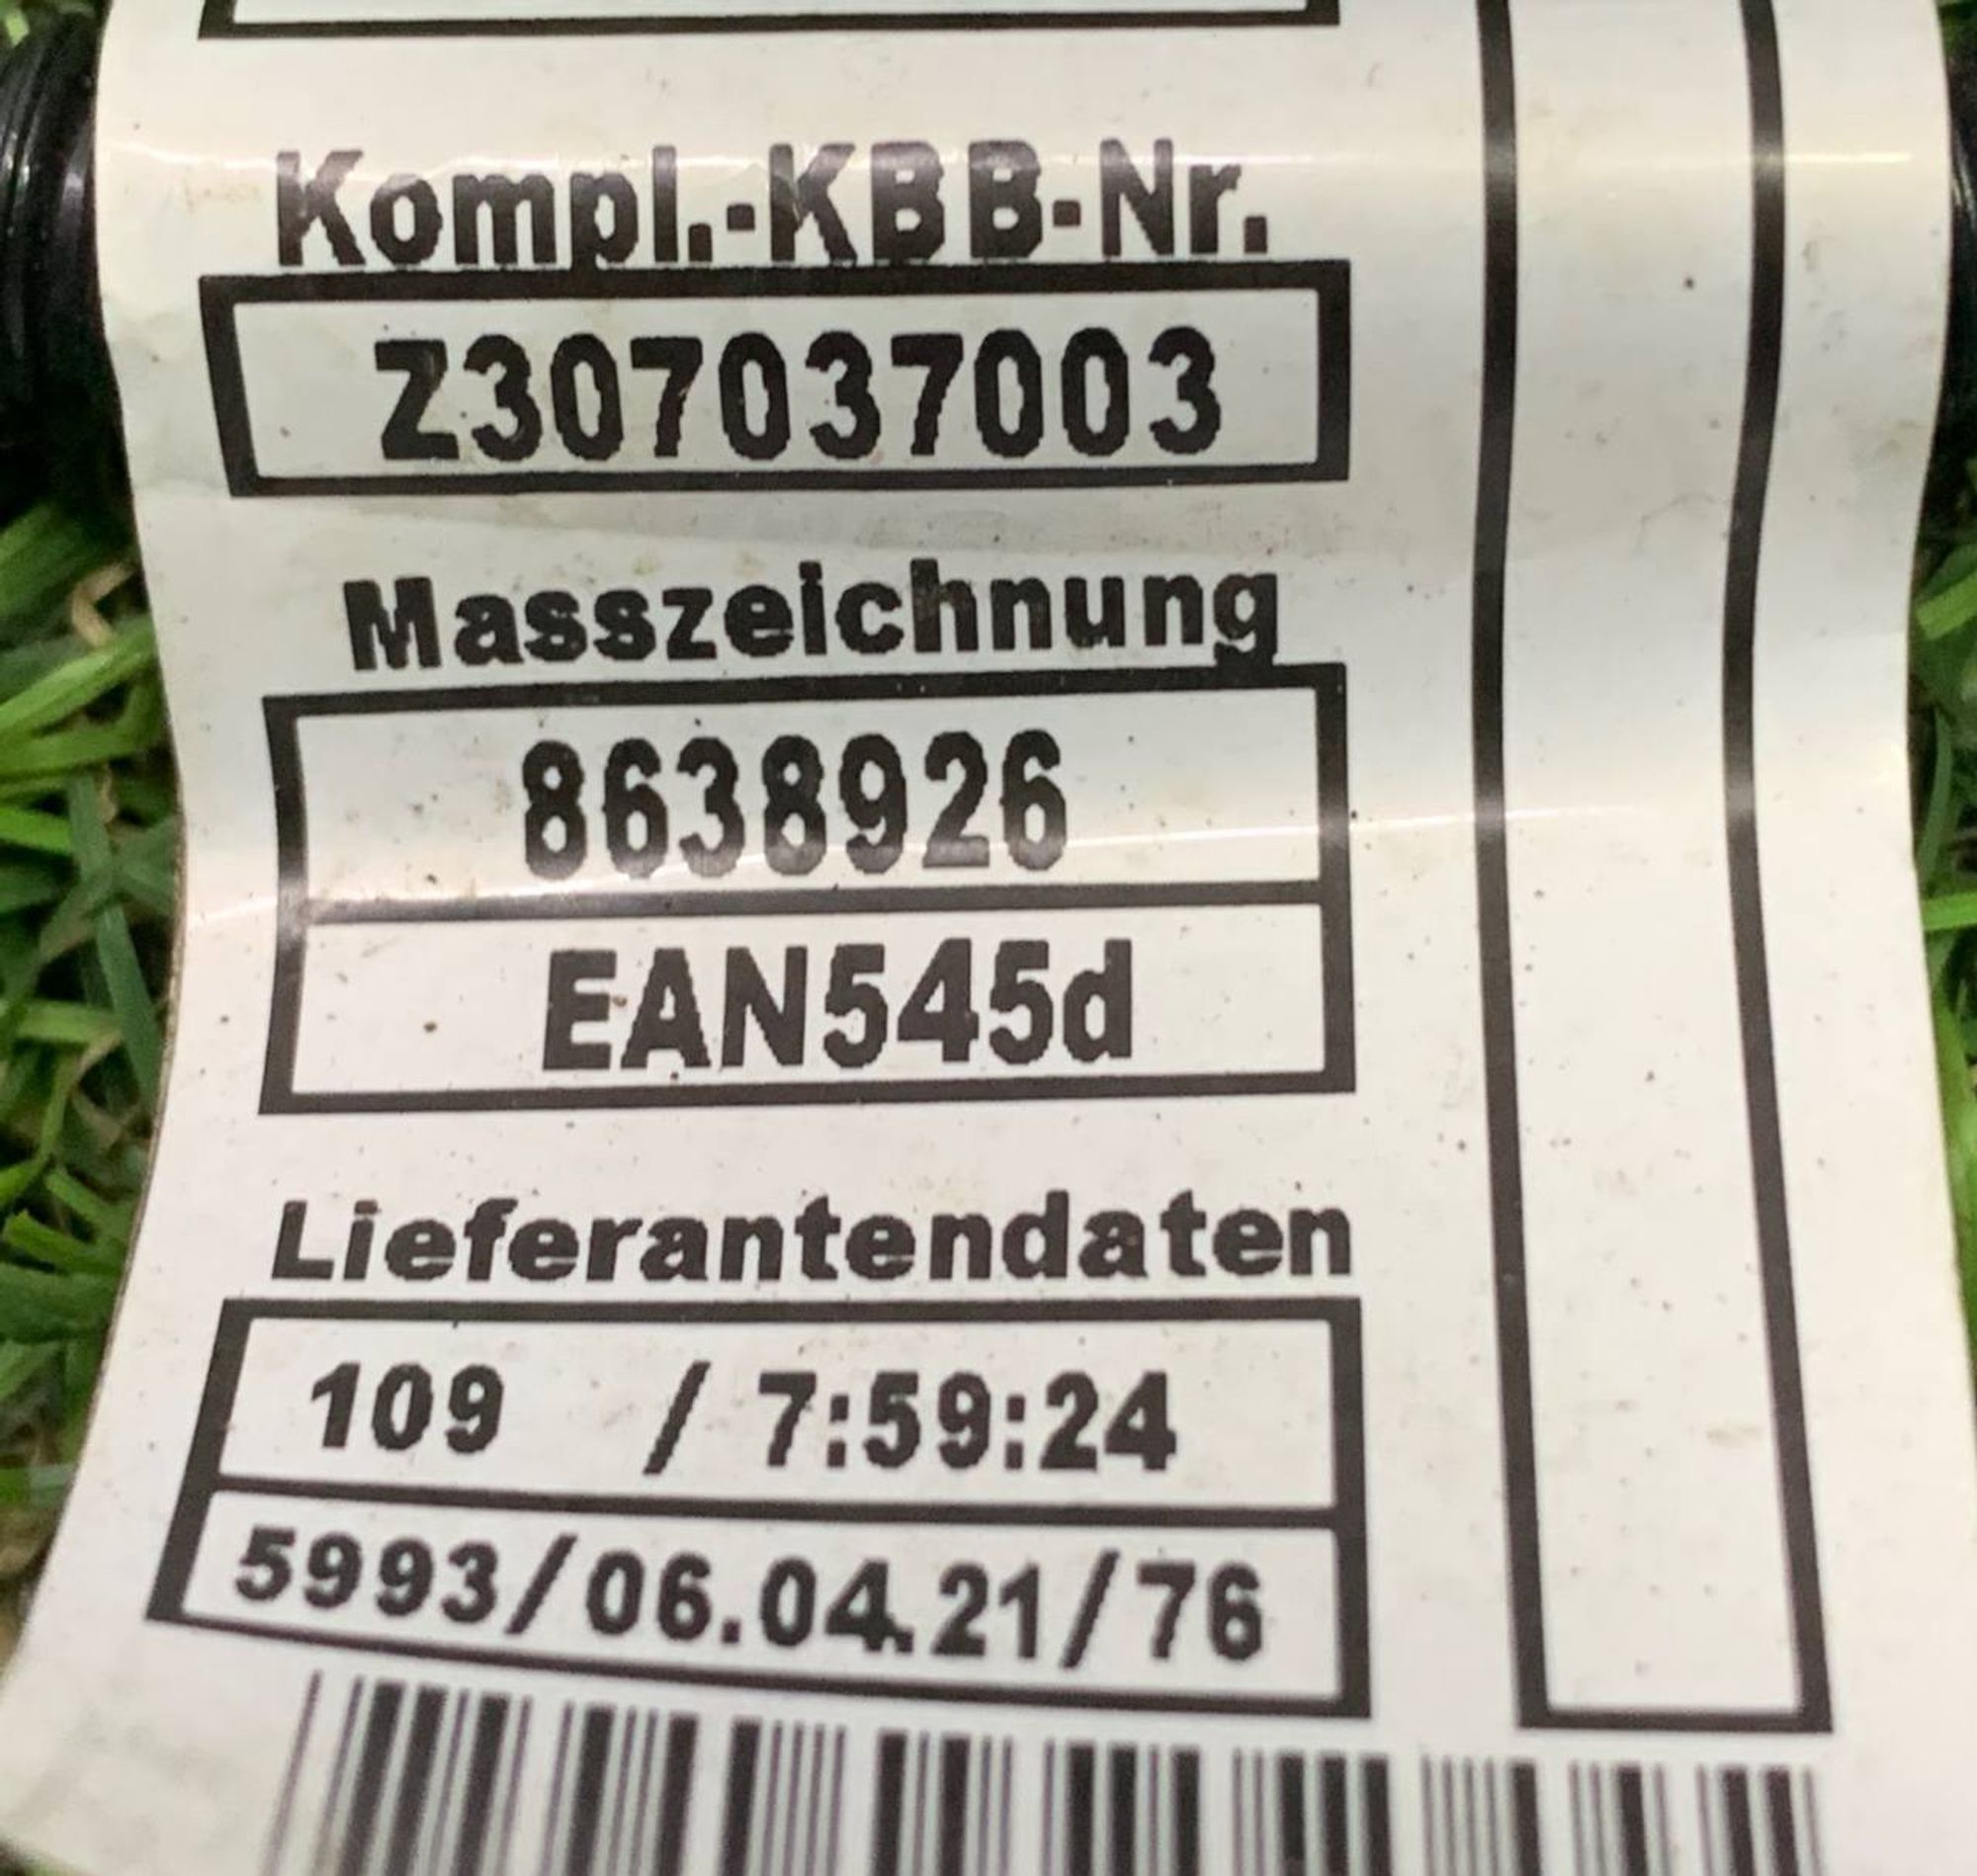 Kompl.-KBB-Nr.
Z307037003
Masszeichnung
8638926
EAN545d
Lieferantendaten
109 / 7:59:24
5993/06.04.21/76